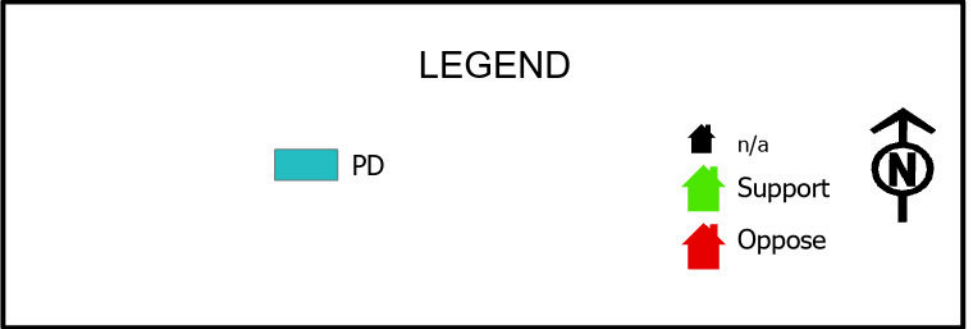 LEGEND
PD
n/a
Support
Oppose
N